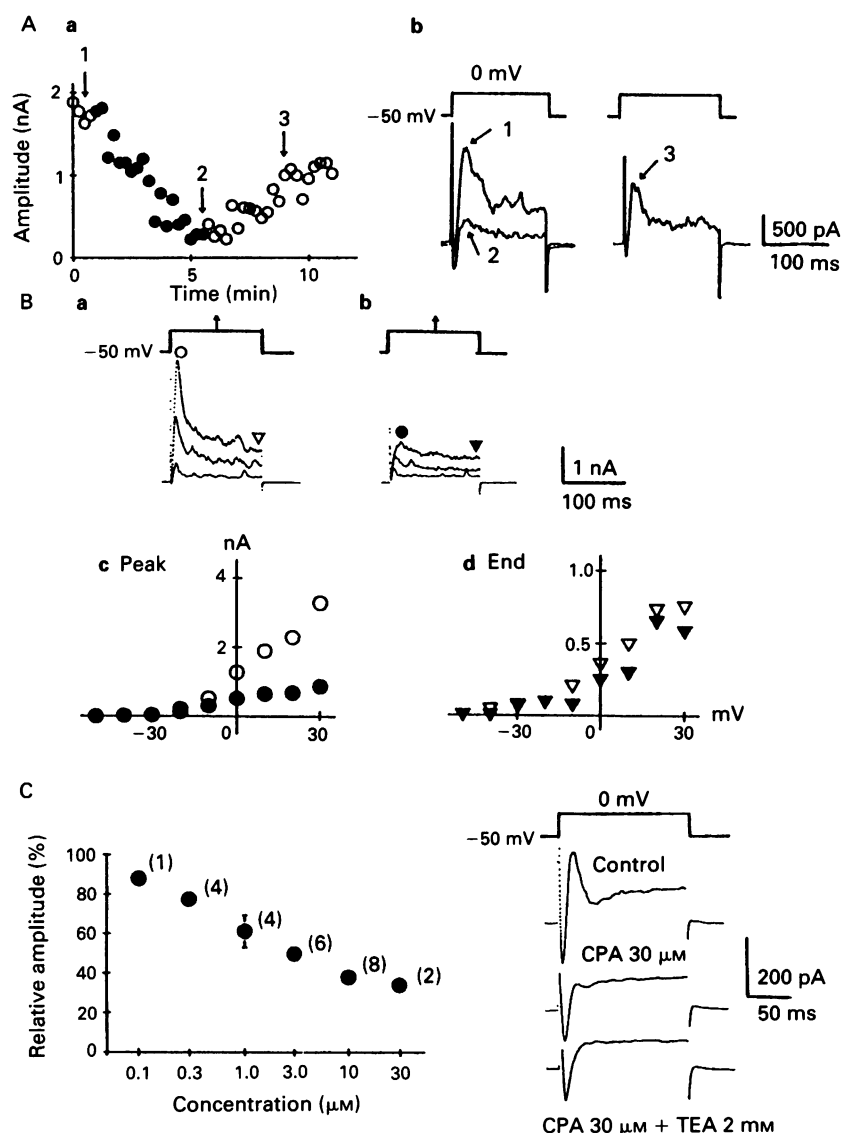 A a b
1
2
Amplitude (nA)
3
2
1
0
0 5 10
Time (min)
0 mV
−50 mV
1
2
3
500 pA
100 ms
B a b
−50 mV
1 nA
100 ms
c Peak
nA
4
2
−30 0 30
d End
1.0
0.5
mV
−30 0 30
C
Relative amplitude (%)
100
80
60
40
20
0
(1)
(4)
(4)
(6)
(8)
(2)
0.1 0.3 1.0 3.0 10 30
Concentration (μM)
0 mV
−50 mV
Control
CPA 30 μM
200 pA
50 ms
CPA 30 μM + TEA 2 mM